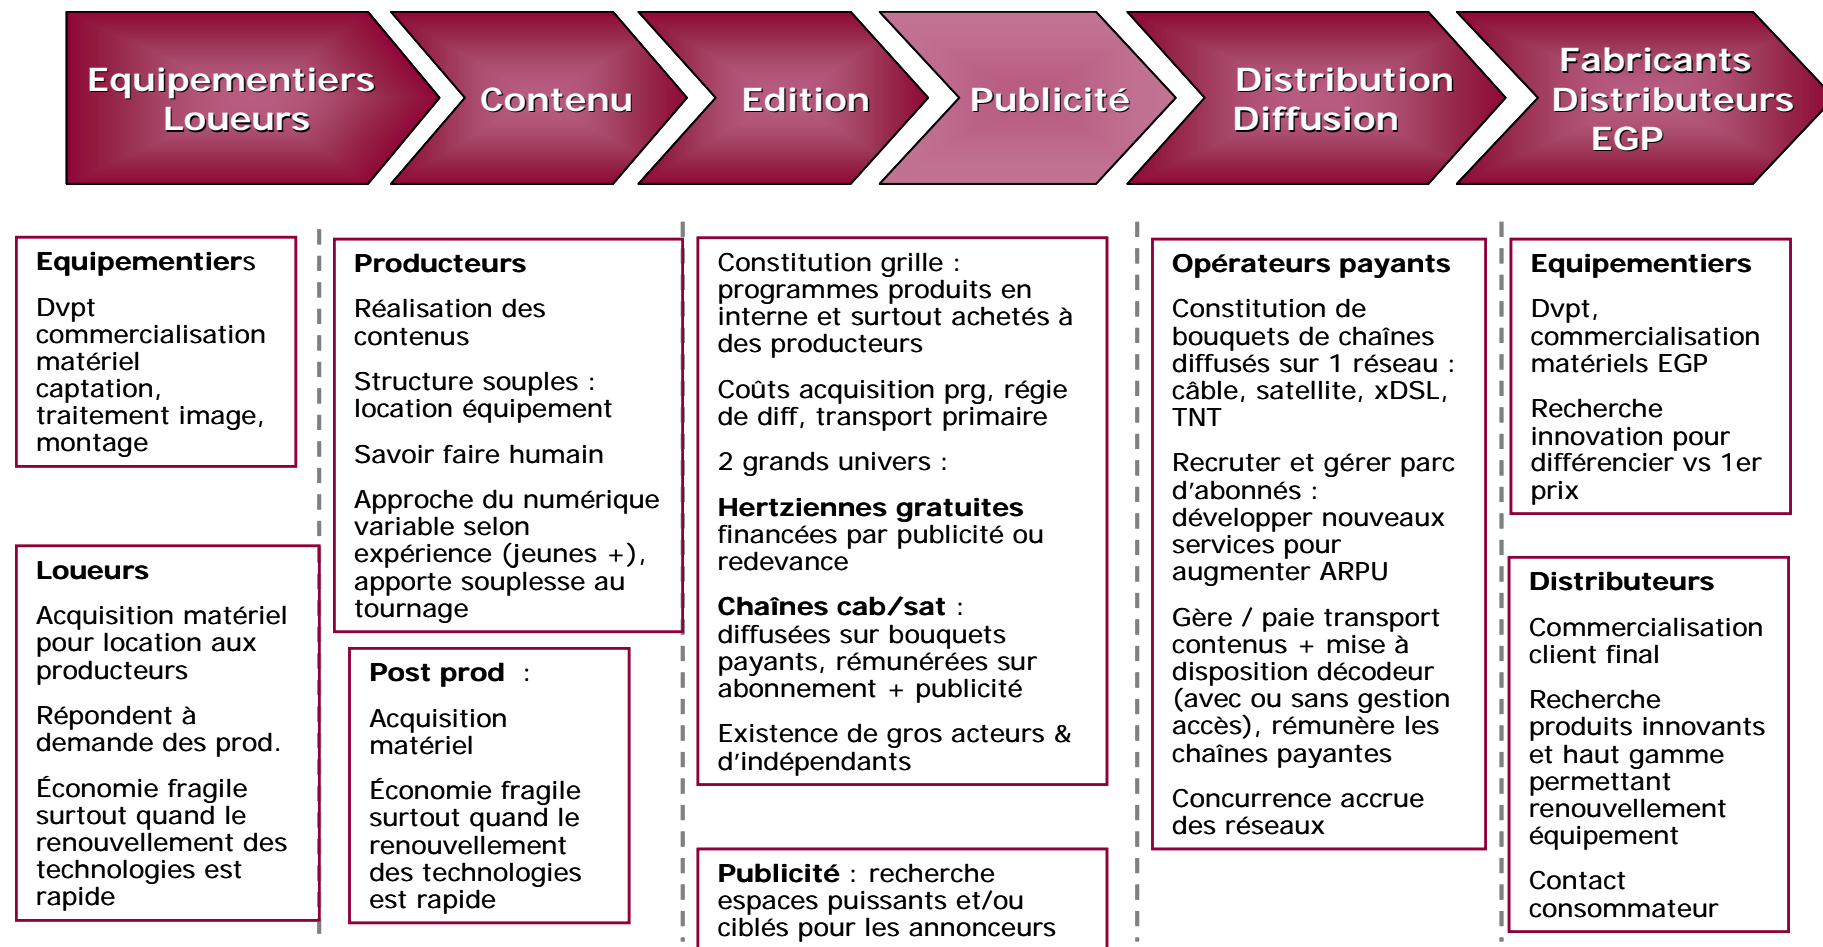 Equipementiers
Loueurs
Contenu
Edition
Publicité
Distribution
Diffusion
Fabricants
Distributeurs
EGP
Equipementiers
Dvpt
commercialisation
matériel
captation,
traitement image,
montage
Loueurs
Acquisition matériel
pour location aux
producteurs
Répondent à
demande des prod.
Économie fragile
surtout quand le
renouvellement des
technologies est
rapide
Producteurs
Réalisation des
contenus
Structure souples :
location équipement
Savoir faire humain
Approche du numérique
variable selon
expérience (jeunes +),
apporte souplesse au
tournage
Post prod :
Acquisition
matériel
Économie fragile
surtout quand le
renouvellement
des technologies
est rapide
Constitution grille :
programmes produits en
interne et surtout achetés à
des producteurs
Coûts acquisition prg, régie
de diff, transport primaire
2 grands univers :
Hertziennes gratuites
financées par publicité ou
redevance
Chaînes cab/sat :
diffusées sur bouquets
payants, rémunérées sur
abonnement + publicité
Existence de gros acteurs &
d'indépendants
Publicité : recherche
espaces puissants et/ou
ciblés pour les annonceurs
Opérateurs payants
Constitution de
bouquets de chaînes
diffusés sur 1 réseau :
câble, satellite, xDSL,
TNT
Recruter et gérer parc
d'abonnés :
développer nouveaux
services pour
augmenter ARPU
Gère / paie transport
contenus + mise à
disposition décodeur
(avec ou sans gestion
accès), rémunère les
chaînes payantes
Concurrence accrue
des réseaux
Equipementiers
Dvpt,
commercialisation
matériels EGP
Recherche
innovation pour
différencier vs 1er
prix
Distributeurs
Commercialisation
client final
Recherche
produits innovants
et haut gamme
permettant
renouvellement
équipement
Contact
consommateur